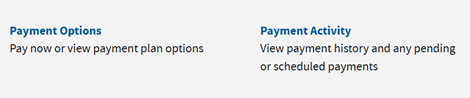 Payment Options
Pay now or view payment plan options
Payment Activity
View payment history and any pending
or scheduled payments